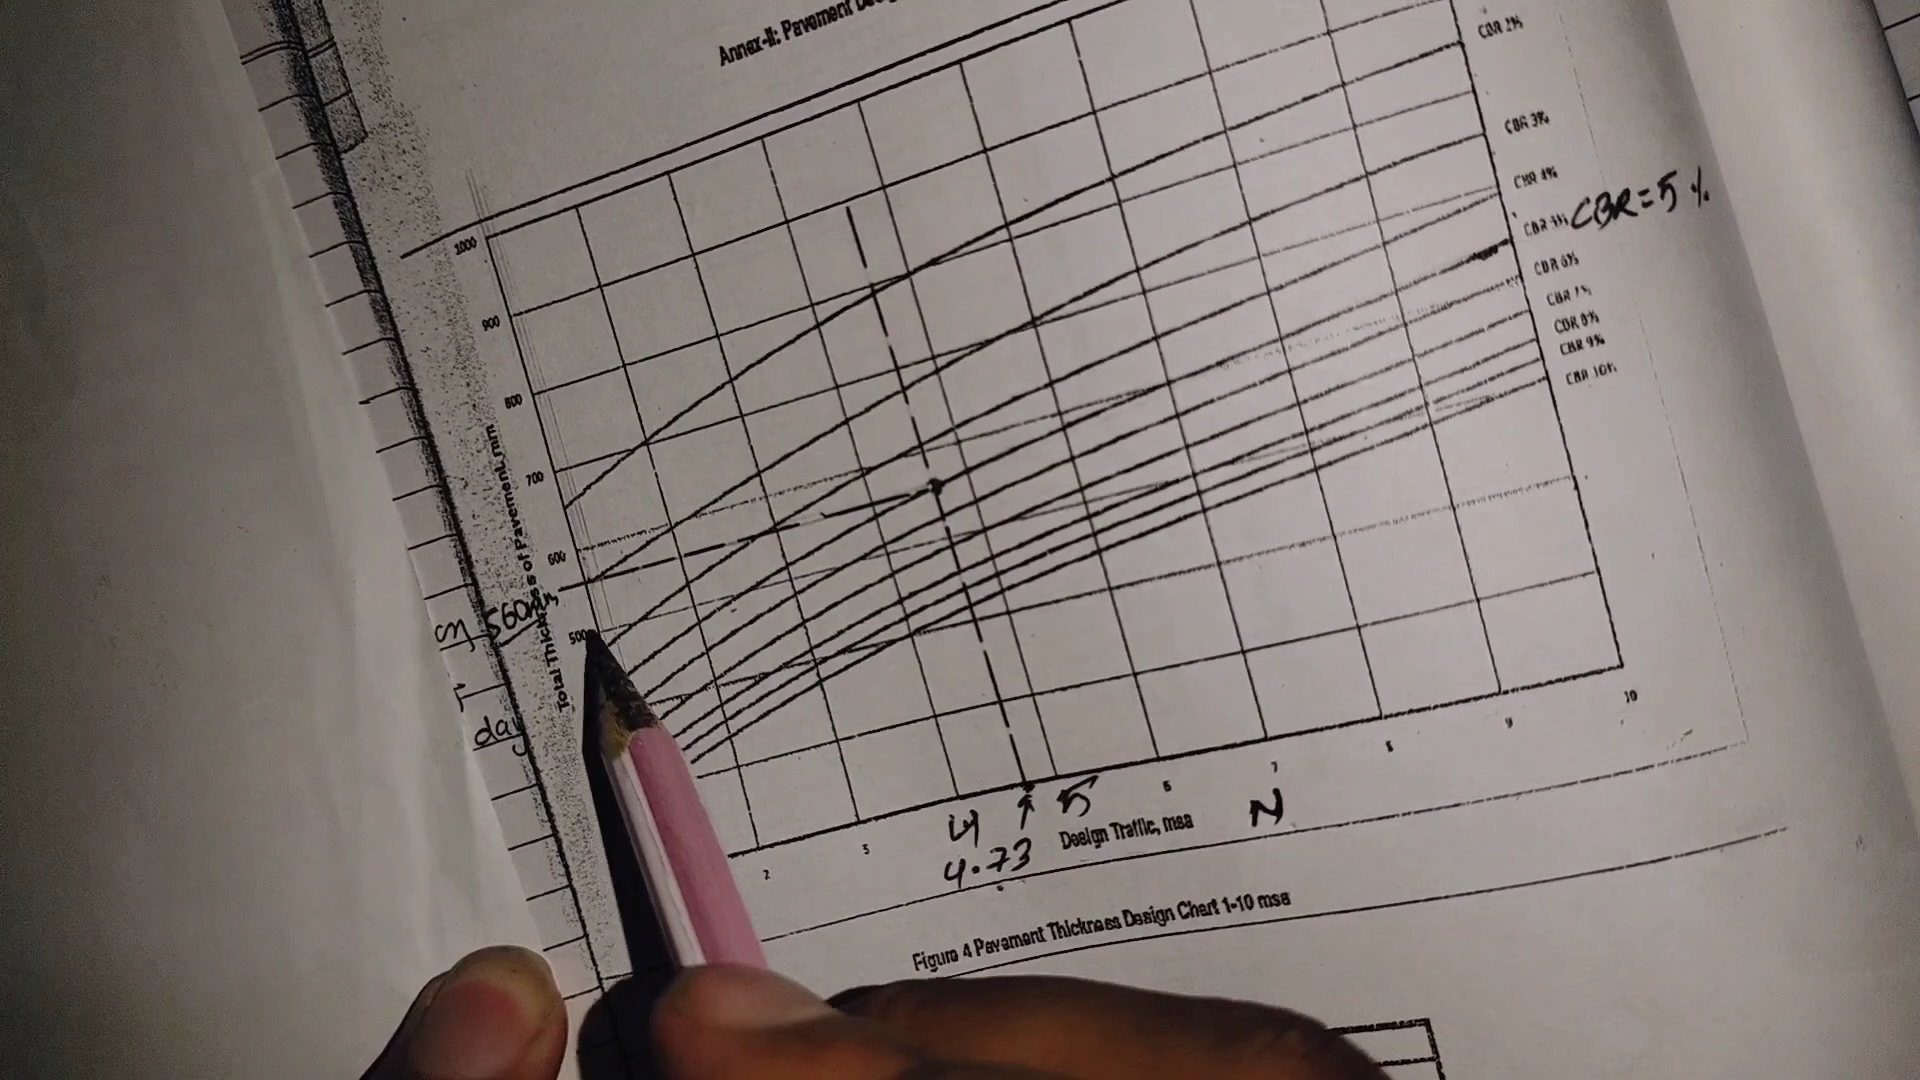 Annex-II: Pavement
CBR 2%
CBR 3%
CBR 4%
CBR 5% CBR = 5 %
CBR 6%
CBR 7%
CBR 8%
CBR 9%
CBR 10%
1000
900
800
700
600
560mm
500
Total Thickness of Pavement, mm
day
2
3
4
5
6
7
8
9
10
4.73
Design Traffic, msa
N
Figure 4 Pavement Thickness Design Chart 1-10 msa